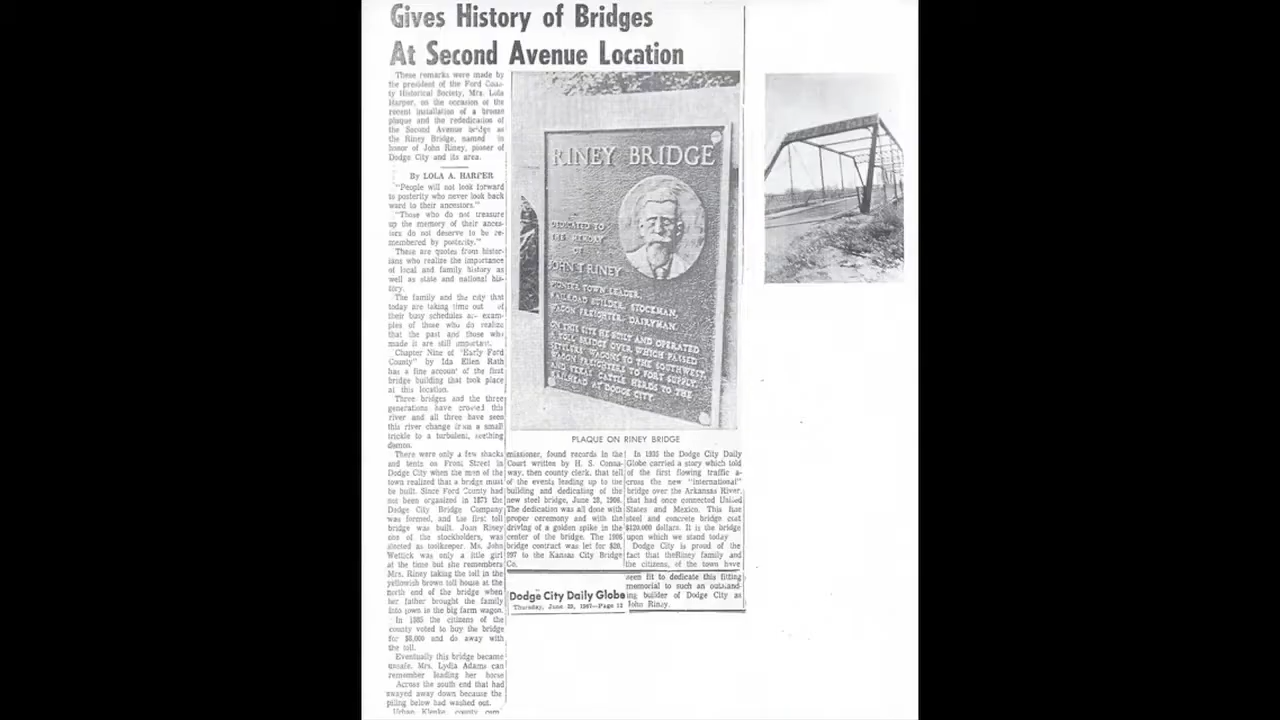 Gives History of Bridges
At Second Avenue Location
These remarks were made by
the president of the Ford Coun-
ty Historical Society, Mrs. Lola
Harper, on the occasion of the
recent installation of a bronze
plaque and the rededication of
the Second Avenue bridge as
the Riney Bridge, named in
honor of John Riney, pioneer of
Dodge City and its area.
By LOLA A. HARPER
"People will not look forward
to posterity who never look back
ward to their ancestors."
"Those who do not treasure
up the memory of their ances-
tors do not deserve to be re-
membered by posterity."
These are quotes from histor-
ians who realize the importance
of local and family history as
well as state and national his-
tory.
The family and the city that
today are taking time out of
their busy schedules are exam-
ples of those who do realize
that the past and those who
made it are still important.
Chapter Nine of "Early Ford
County" by Ida Ellen Rath
has a fine account of the first
bridge building that took place
at this location.
Three bridges and the three
generations have crossed this
river and all three have seen
this river change from a small
trickle to a turbulent, seething
demon.
There were only a few shacks
and tents on Front Street in
Dodge City when the men of the
town realized that a bridge must
be built. Since Ford County had
not been organized in 1873 the
Dodge City Bridge Company
was formed, and the first toll
bridge was built. John Riney
one of the stockholders, was
elected as tollkeeper. Ms. John
Wettick was only a little girl
at the time but she remembers
Mrs. Riney taking the toll in the
yellowish brown toll house at the
north end of the bridge when
her father brought the family
into town in the big farm wagon.
In 1885 the citizens of the
county voted to buy the bridge
for $8,000 and do away with
the toll.
Eventually this bridge became
unsafe. Mrs. Lydia Adams can
remember leading her horse
Across the south end that had
swayed away down because the
piling below had washed out.
Urban Klenke, county com
RINEY BRIDGE
DEDICATED TO
THE MEMORY
OF
JOHN T RINEY
PIONEER TOWN LEADER,
RAILROAD BUILDER, STOCKMAN,
WAGON FREIGHTER, DAIRYMAN.
ON THIS SITE HE BUILT AND OPERATED
A TOLL BRIDGE OVER WHICH PASSED
SETTLERS WAGONS TO THE SOUTHWEST,
WAGON FREIGHTERS TO FORT SUPPLY,
AND TEXAS CATTLE HERDS TO THE
RAILHEAD AT DODGE CITY.
PLAQUE ON RINEY BRIDGE
missioner, found records in the
Court written by H. S. Conna-
way, then county clerk, that tell
of the events leading up to the
building and dedicating of the
new steel bridge, June 28, 1906.
The dedication was all done with
proper ceremony and with the
driving of a golden spike in the
center of the bridge. The 1906
bridge contract was let for $20,
997 to the Kansas City Bridge
Co.
In 1935 the Dodge City Daily
Globe carried a story which told
of the first flowing traffic a-
cross the new "international"
bridge over the Arkansas River,
that had once connected United
States and Mexico. This fine
steel and concrete bridge cost
$120,000 dollars. It is the bridge
upon which we stand today
Dodge City is proud of the
fact that theRiney family and
the citizens, of the town have
seen fit to dedicate this fitting
memorial to such an outstand-
ing builder of Dodge City as
John Riney.
Dodge City Daily Globe
Thursday, June 29, 1967—Page 12